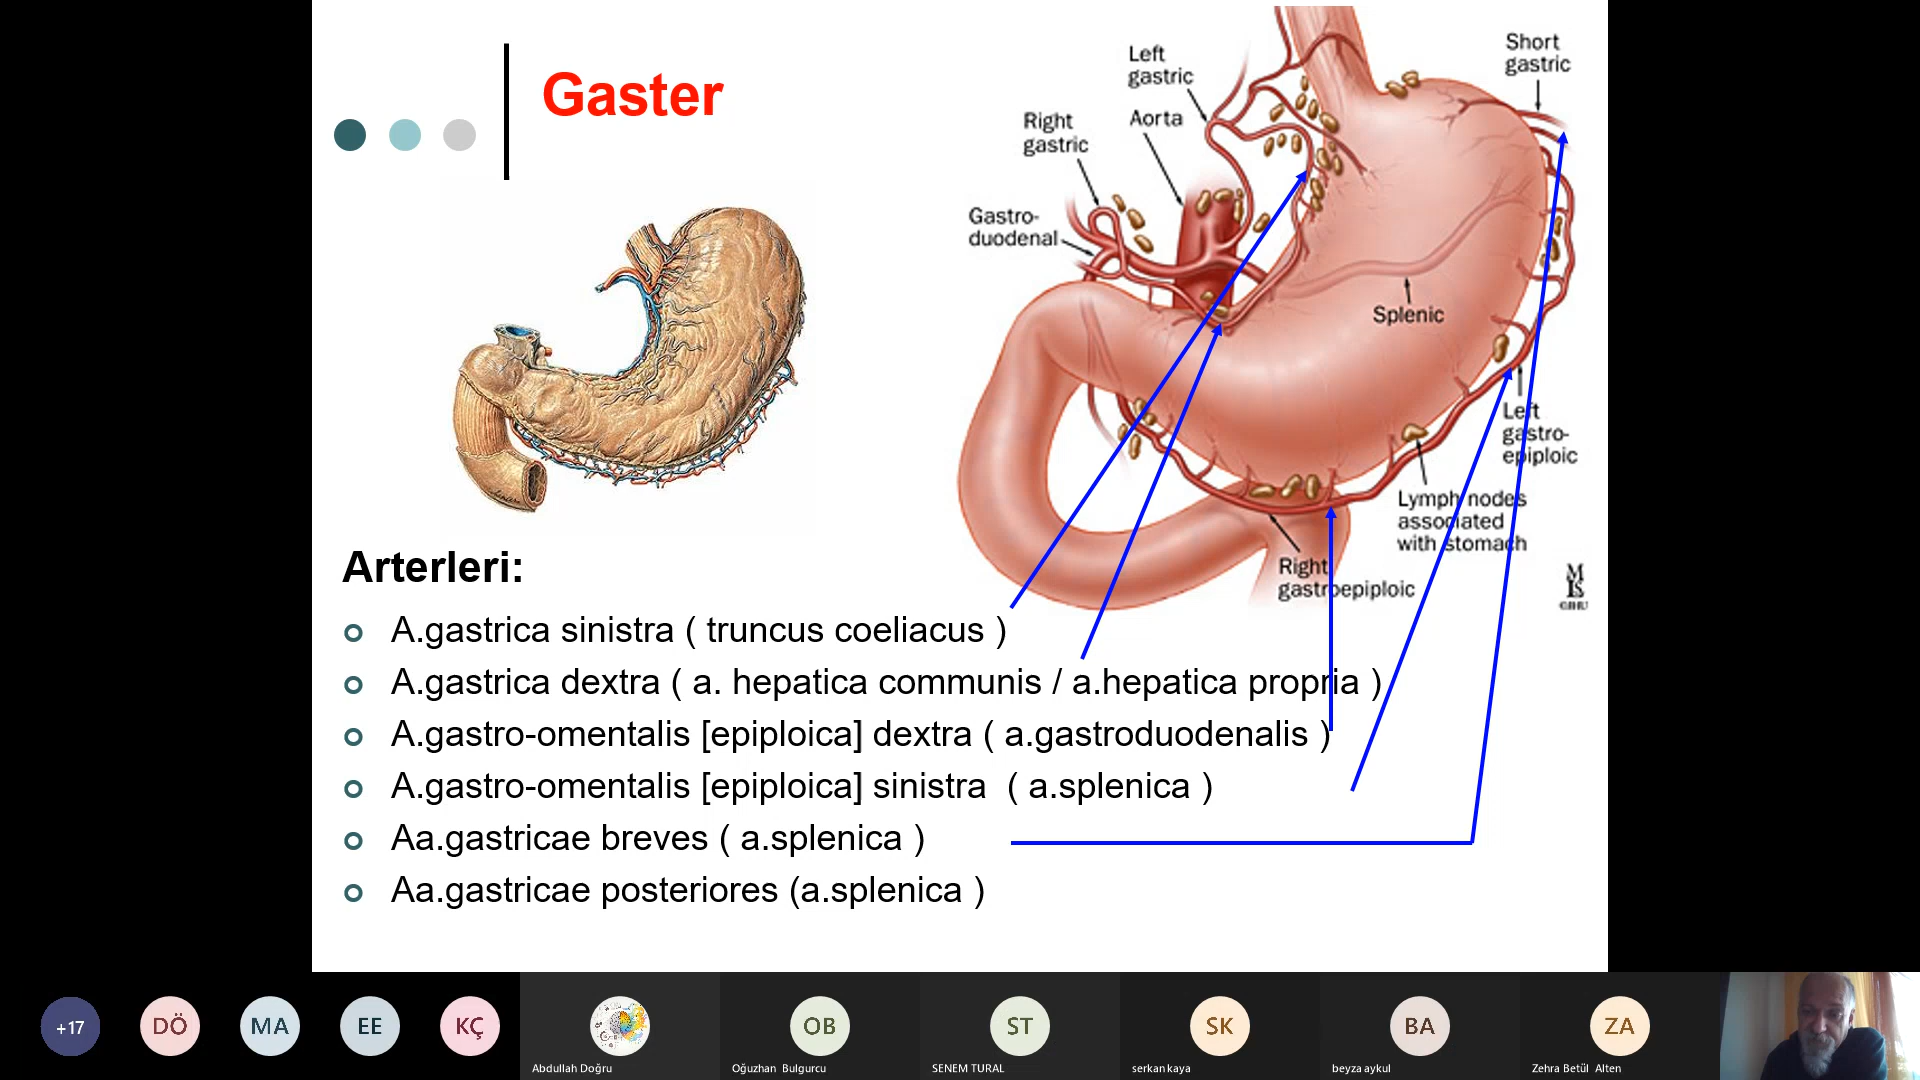 Gaster
Left
gastric
Short
gastric
Right
gastric
Aorta
Gastro-
duodenal
Splenic
Left
gastro-
epiploic
Lymph nodes
associated
with stomach
Right
gastroepiploic
Arterleri:
A.gastrica sinistra ( truncus coeliacus )
A.gastrica dextra ( a. hepatica communis / a.hepatica propria )
A.gastro-omentalis [epiploica] dextra ( a.gastroduodenalis )
A.gastro-omentalis [epiploica] sinistra ( a.splenica )
Aa.gastricae breves ( a.splenica )
Aa.gastricae posteriores (a.splenica )
+17
DÖ
MA
EE
KÇ
OB
ST
SK
BA
ZA
Abdullah Doğru
Oğuzhan Bulgurcu
SENEM TURAL
serkan kaya
beyza aykul
Zehra Betül Alten